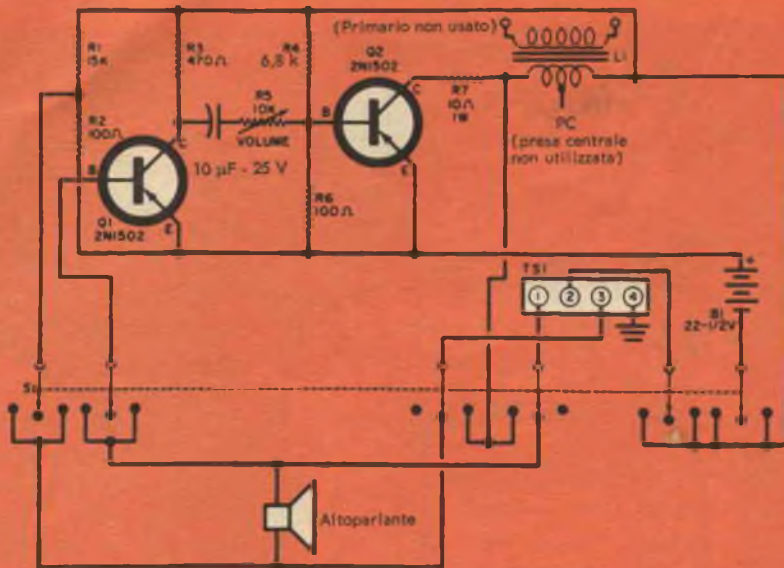 (Primario non usato)
R1
15K
R3
470Ω
R4
6,8 k
Q2
2N1502
L1
R5
10K
VOLUME
B
C
E
R7
10Ω
1W
PC
(presa centrale
non utilizzata)
R2
100Ω
B
C
E
10 µF - 25 V
Q1
2N1502
R6
100Ω
TS1
1 2 3 4
+
B1
22-1/2V
S1
Altoparlante